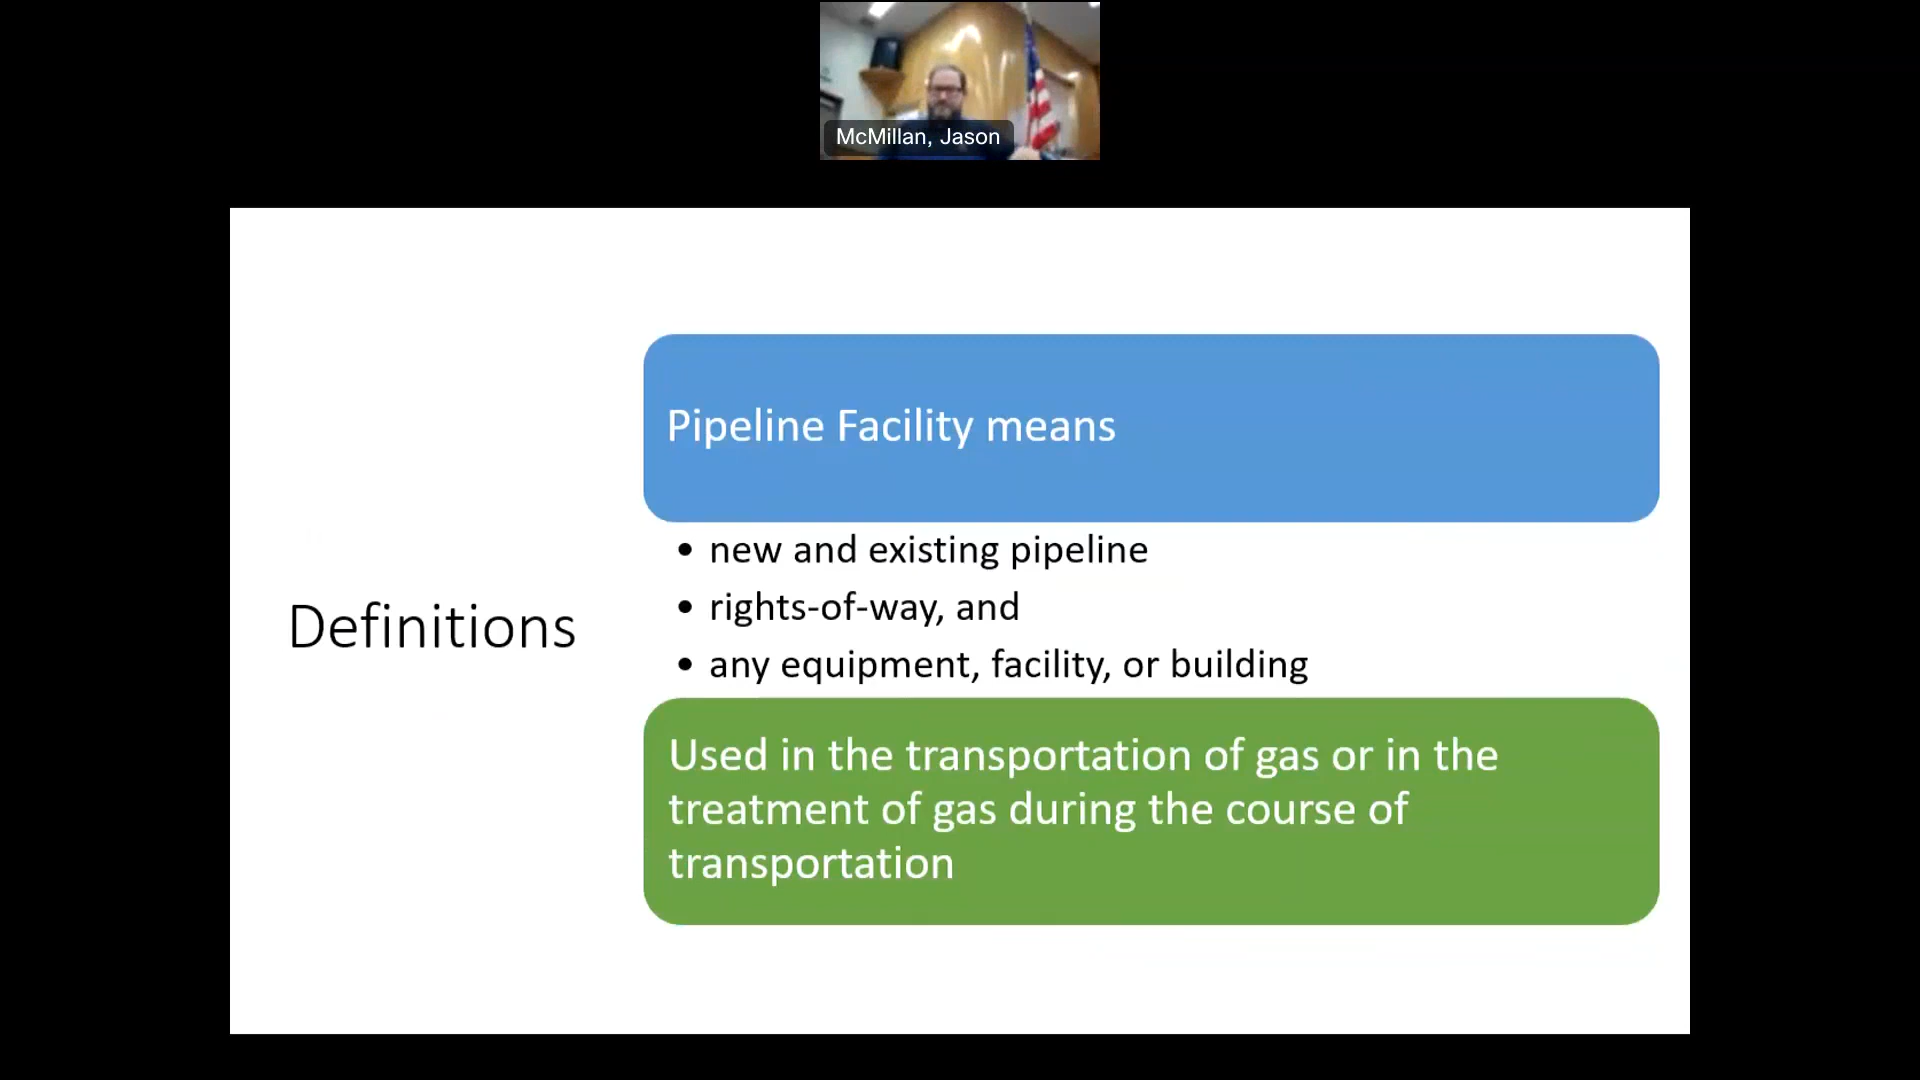 McMillan, Jason
Pipeline Facility means
• new and existing pipeline
• rights-of-way, and
• any equipment, facility, or building
Definitions
Used in the transportation of gas or in the
treatment of gas during the course of
transportation